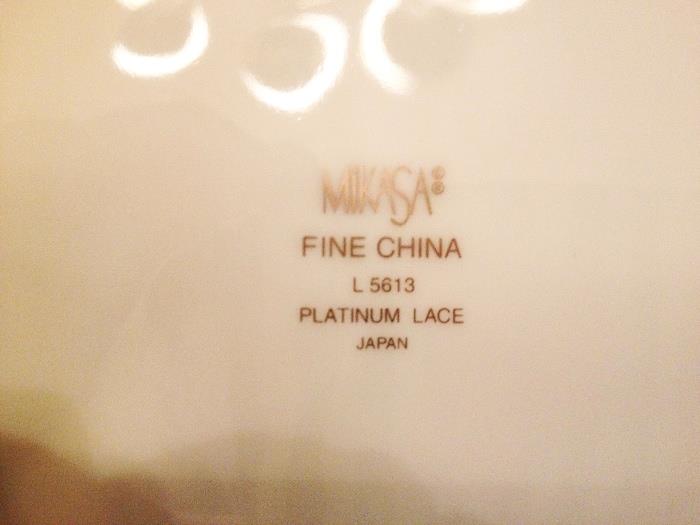 MIKASA®©
FINE CHINA
L 5613
PLATINUM LACE
JAPAN